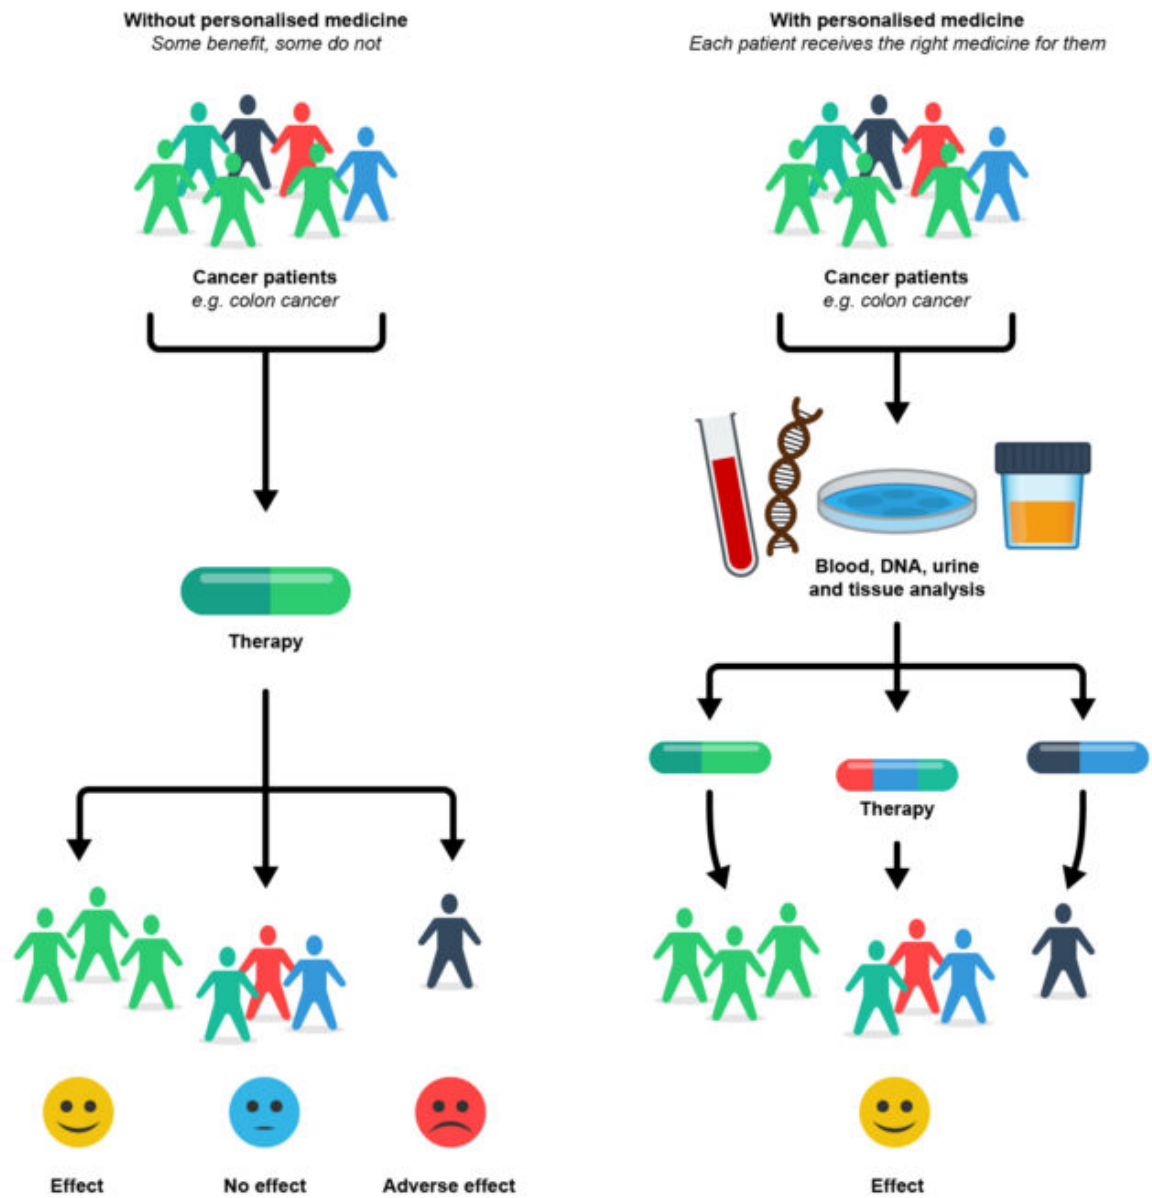 Without personalised medicine
Some benefit, some do not
Cancer patients
e.g. colon cancer
Therapy
Effect
No effect
Adverse effect
With personalised medicine
Each patient receives the right medicine for them
Cancer patients
e.g. colon cancer
Blood, DNA, urine
and tissue analysis
Therapy
Effect